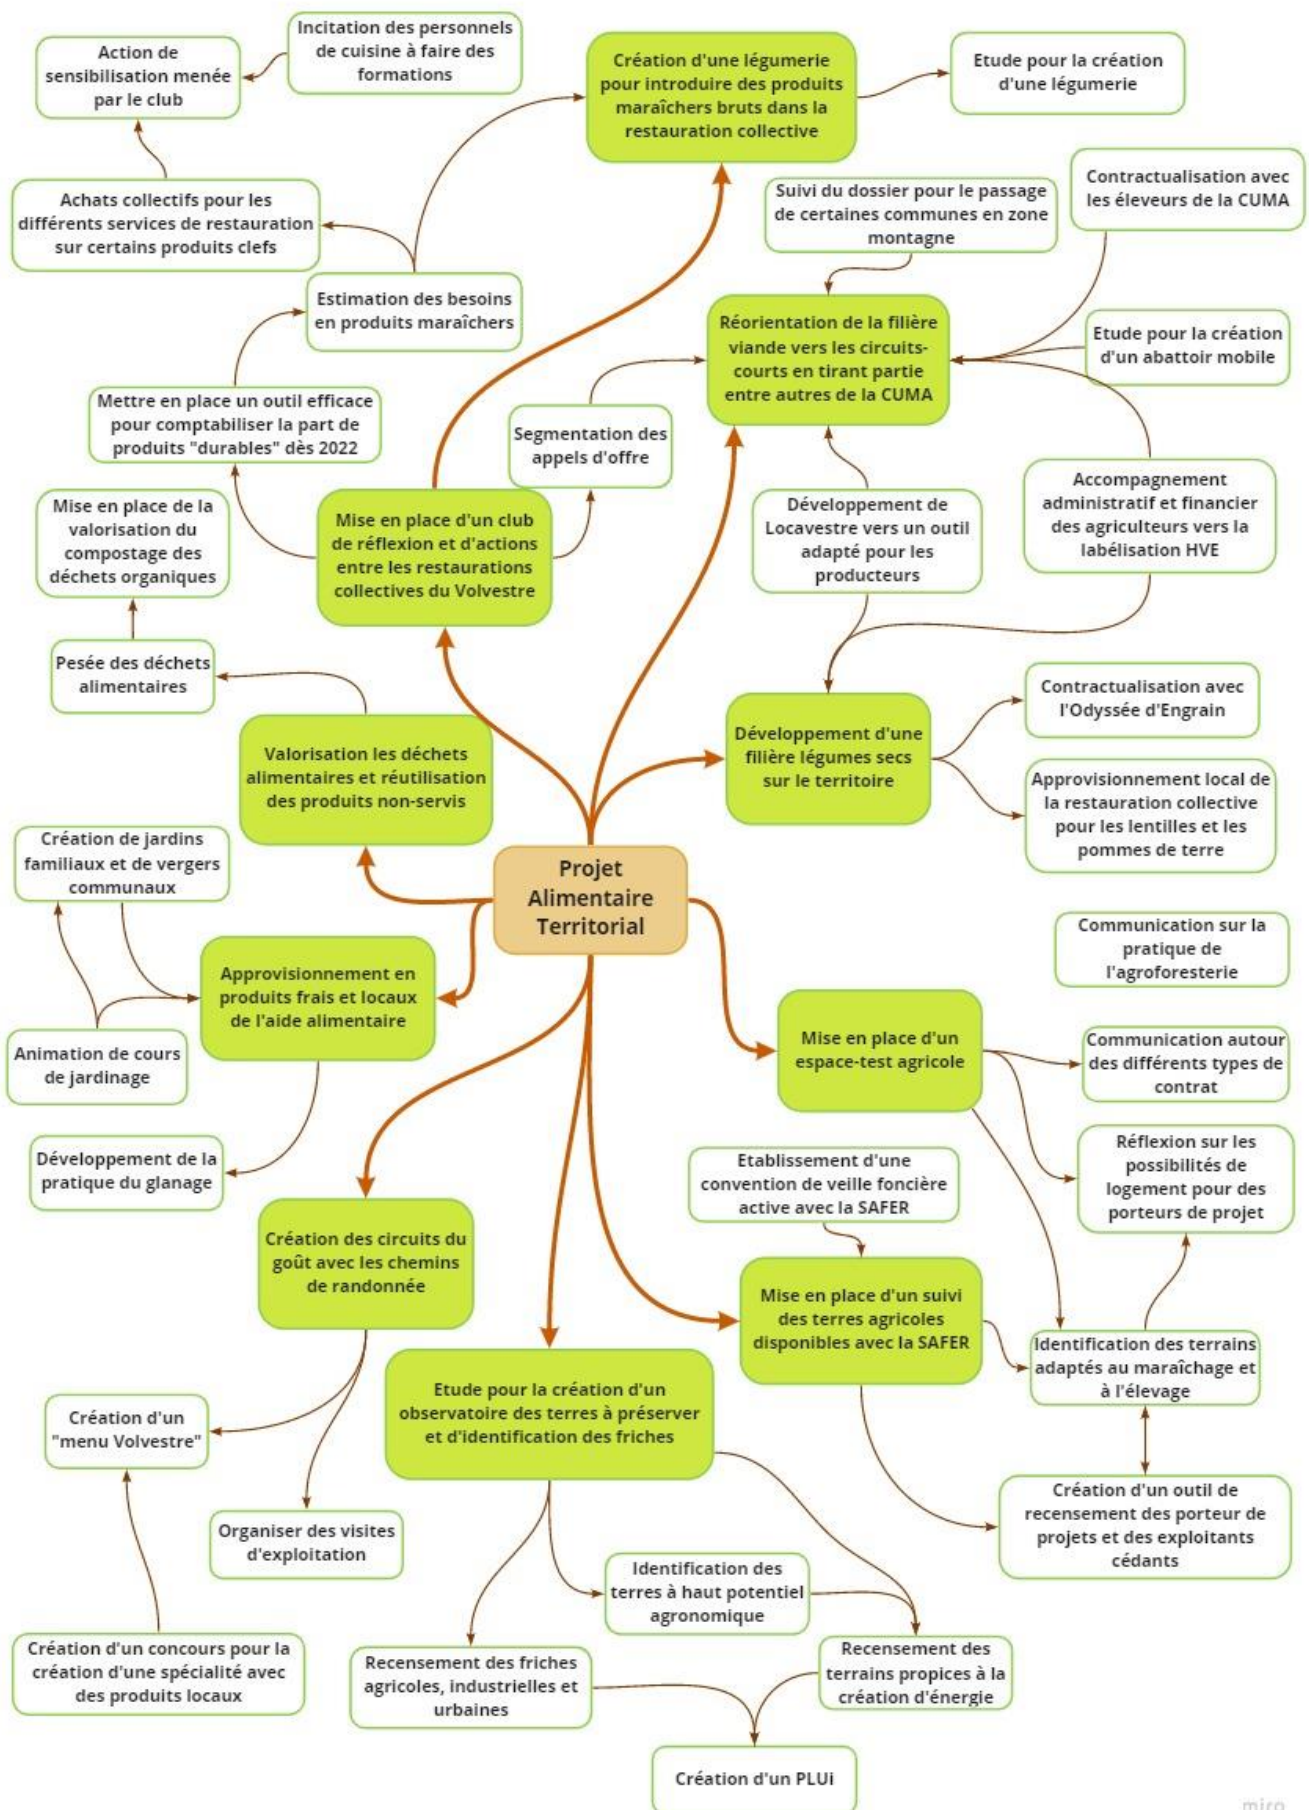 Incitation des personnels
de cuisine à faire des
formations
Action de
sensibilisation menée
par le club
Création d'une légumerie
pour introduire des produits
maraîchers bruts dans la
restauration collective
Etude pour la création
d'une légumerie
Achats collectifs pour les
différents services de restauration
sur certains produits clefs
Suivi du dossier pour le passage
de certaines communes en zone
montagne
Contractualisation avec
les éleveurs de la CUMA
Estimation des besoins
en produits maraîchers
Réorientation de la filière
viande vers les circuits-
courts en tirant partie
entre autres de la CUMA
Etude pour la création
d'un abattoir mobile
Mettre en place un outil efficace
pour comptabiliser la part de
produits "durables" dès 2022
Segmentation des
appels d'offre
Mise en place de la
valorisation du
compostage des
déchets organiques
Mise en place d'un club
de réflexion et d'actions
entre les restaurations
collectives du Volvestre
Développement de
Locavestre vers un outil
adapté pour les
producteurs
Accompagnement
administratif et financier
des agriculteurs vers la
labélisation HVE
Pesée des déchets
alimentaires
Contractualisation avec
l'Odyssée d'Engrain
Valorisation les déchets
alimentaires et réutilisation
des produits non-servis
Développement d'une
filière légumes secs
sur le territoire
Approvisionnement local de
la restauration collective
pour les lentilles et les
pommes de terre
Création de jardins
familiaux et de vergers
communaux
Projet
Alimentaire
Territorial
Communication sur la
pratique de
l'agroforesterie
Approvisionnement en
produits frais et locaux
de l'aide alimentaire
Mise en place d'un
espace-test agricole
Communication autour
des différents types de
contrat
Animation de cours
de jardinage
Développement de la
pratique du glanage
Etablissement d'une
convention de veille foncière
active avec la SAFER
Réflexion sur les
possibilités de
logement pour des
porteurs de projet
Création des circuits du
goût avec les chemins
de randonnée
Mise en place d'un suivi
des terres agricoles
disponibles avec la SAFER
Identification des terrains
adaptés au maraîchage et
à l'élevage
Création d'un
"menu Volvestre"
Etude pour la création d'un
observatoire des terres à préserver
et d'identification des friches
Création d'un outil de
recensement des porteur de
projets et des exploitants
cédants
Organiser des visites
d'exploitation
Identification des
terres à haut potentiel
agronomique
Création d'un concours pour la
création d'une spécialité avec
des produits locaux
Recensement des friches
agricoles, industrielles et
urbaines
Recensement des
terrains propices à la
création d'énergie
Création d'un PLUi
miro